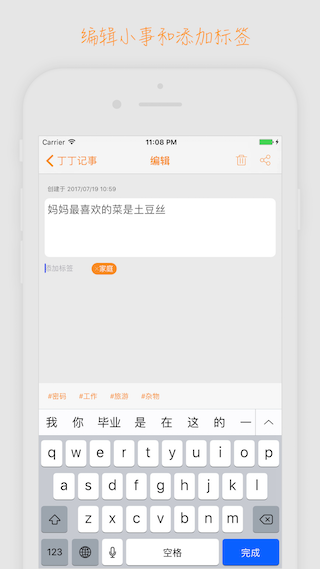 编辑小事和添加标签
Carrier 11:08 PM
丁丁记事 编辑
创建于 2017/07/19 10:59
妈妈最喜欢的菜是土豆丝
添加标签 家庭
#密码 #工作 #旅游 #杂物
我 你 毕业 是 在 这 的 一
q w e r t y u i o p
a s d f g h j k l
z x c v b n m
123 空格 完成